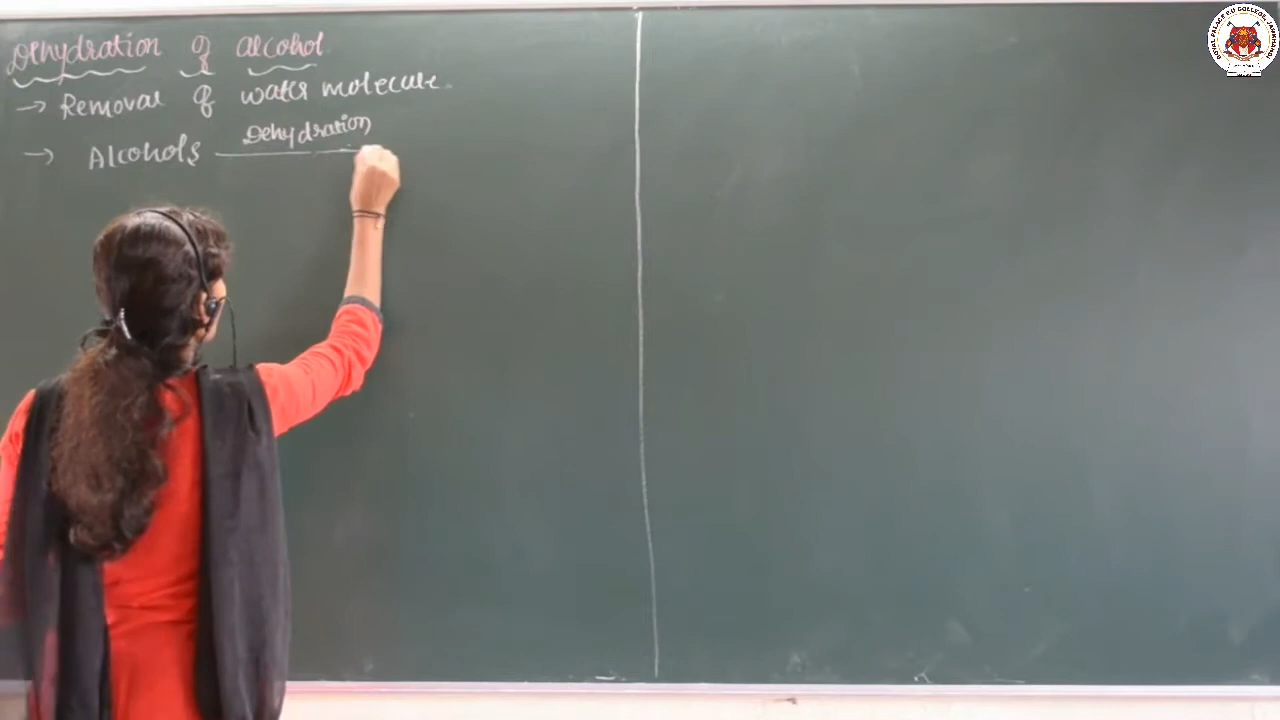 Dehydration of alcohol
→ Removal of water molecule.
→ Alcohols Dehydration